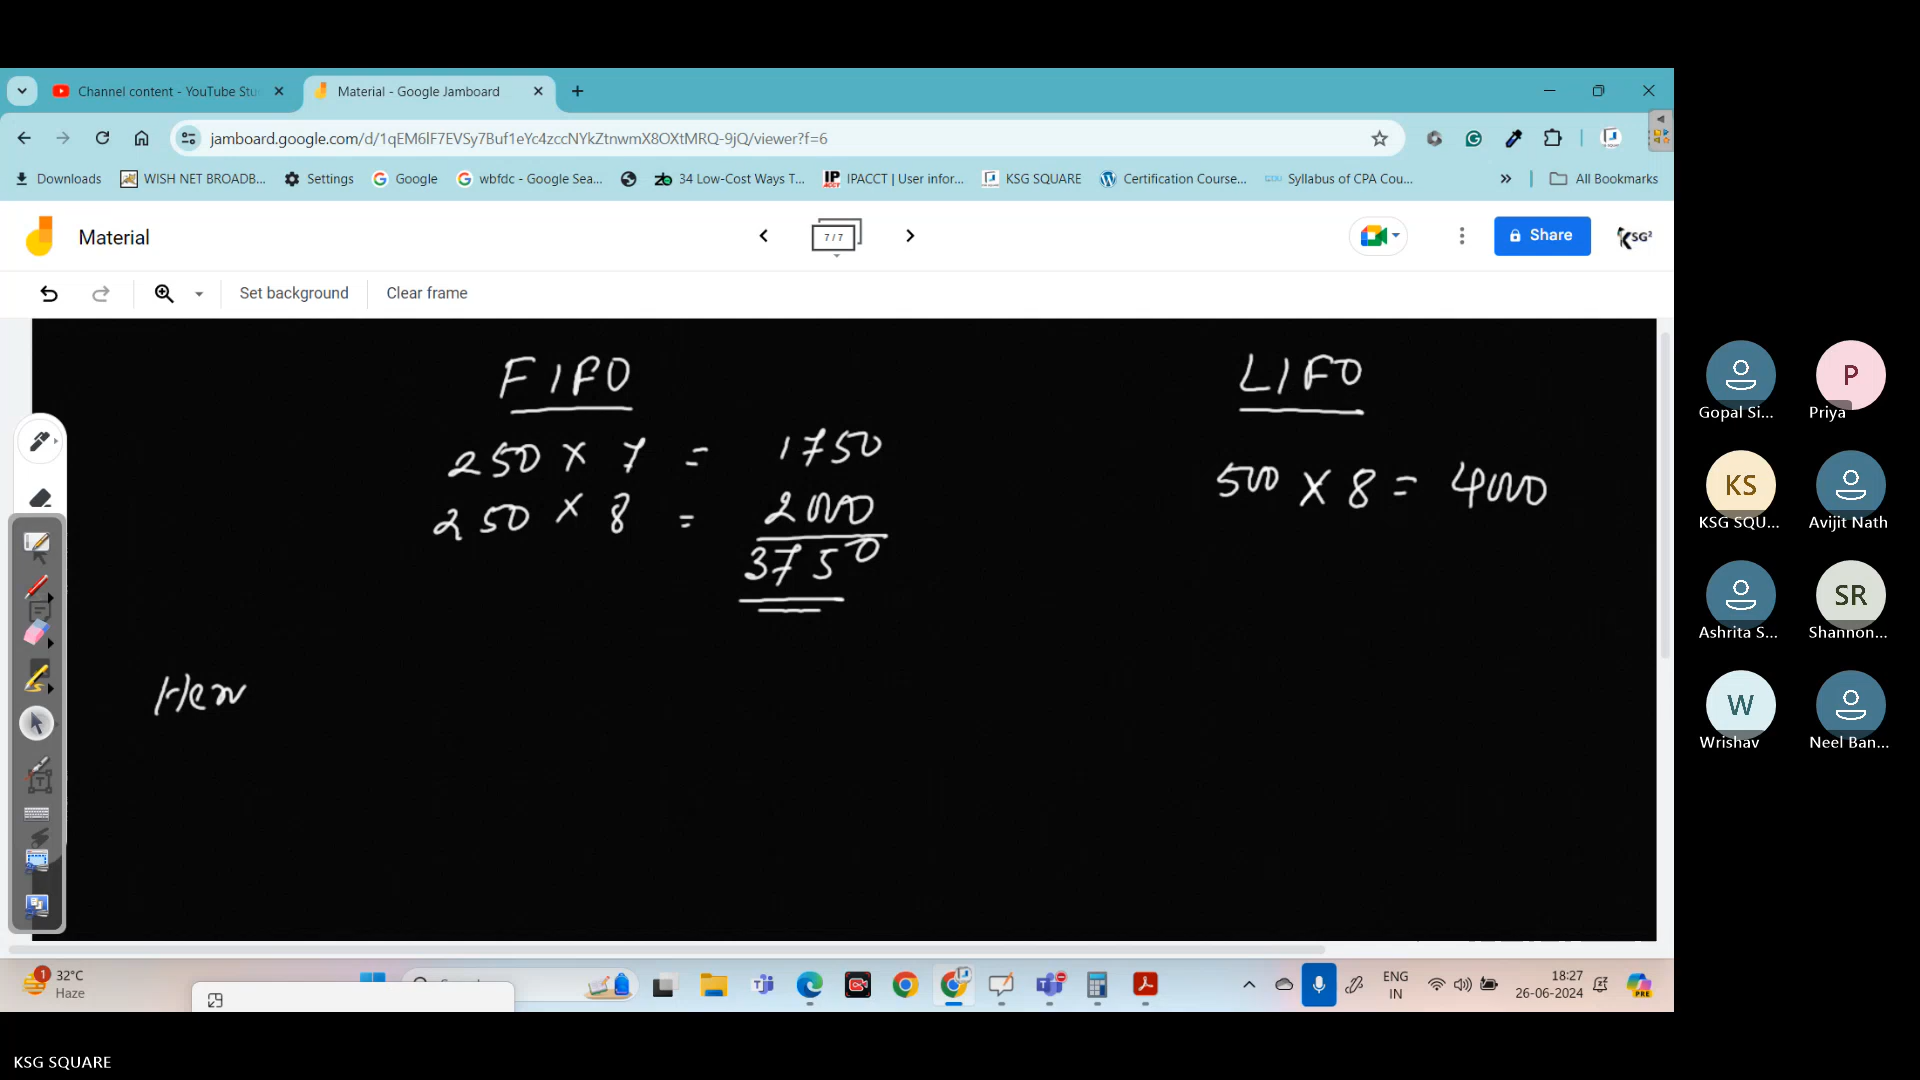 Channel content - YouTube Stu
Material - Google Jamboard
jamboard.google.com/d/1qEM6lF7EVSy7Buf1eYc4zccNYkZtnwmX8OXtMRQ-9jQ/viewer?f=6
Downloads WISH NET BROADB... Settings Google wbfdc - Google Sea... 34 Low-Cost Ways T... IPACCT | User infor... KSG SQUARE Certification Course... Syllabus of CPA Cou... » All Bookmarks
Material 7 / 7 Share KSG²
Set background Clear frame
FIFO LIFO
250 × 7 = 1750
500 × 8 = 4000
250 × 8 = 2000
3750
Hen
P
Gopal Si... Priya
KS
KSG SQU... Avijit Nath
SR
Ashrita S... Shannon...
W
Wrishav Neel Ban...
1 32°C
Haze
ENG
IN
18:27
26-06-2024
PRE
KSG SQUARE